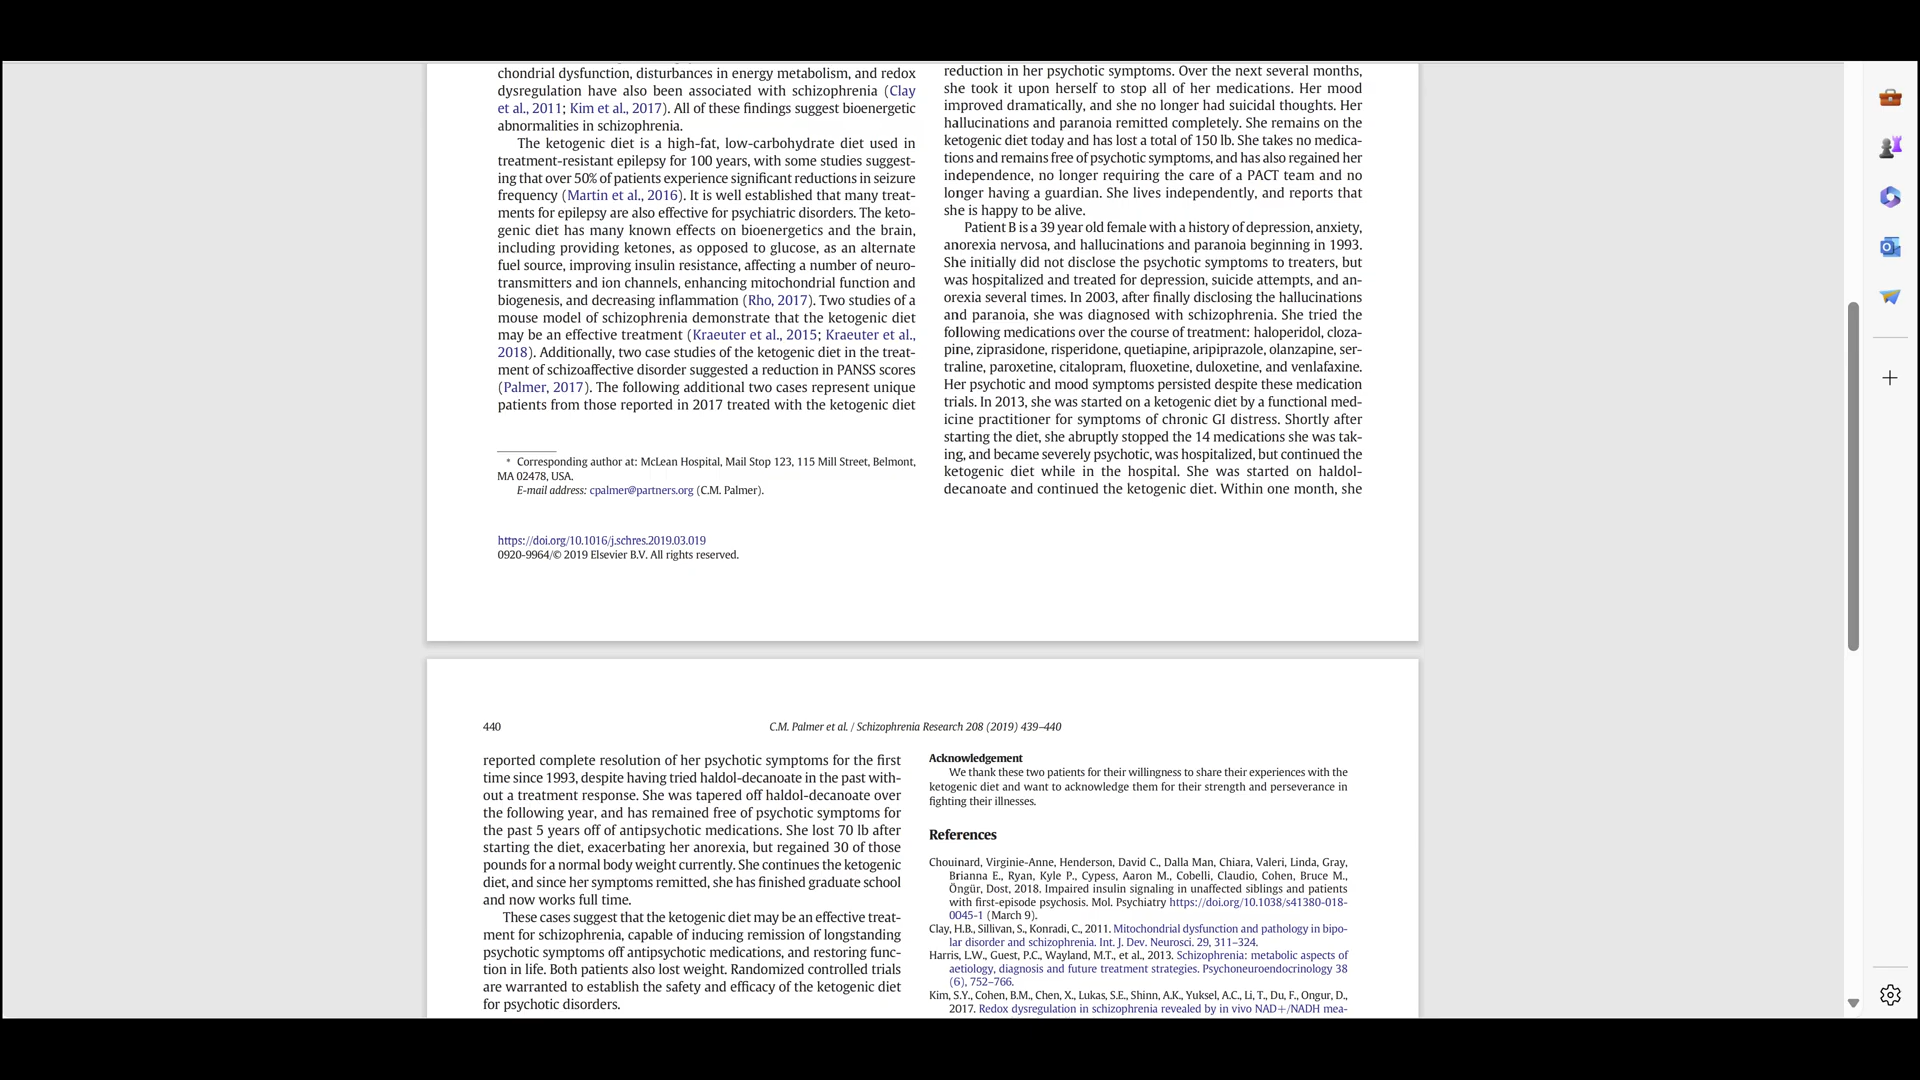 chondrial dysfunction, disturbances in energy metabolism, and redox
dysregulation have also been associated with schizophrenia (Clay
et al., 2011; Kim et al., 2017). All of these findings suggest bioenergetic
abnormalities in schizophrenia.
The ketogenic diet is a high-fat, low-carbohydrate diet used in
treatment-resistant epilepsy for 100 years, with some studies suggest-
ing that over 50% of patients experience significant reductions in seizure
frequency (Martin et al., 2016). It is well established that many treat-
ments for epilepsy are also effective for psychiatric disorders. The keto-
genic diet has many known effects on bioenergetics and the brain,
including providing ketones, as opposed to glucose, as an alternate
fuel source, improving insulin resistance, affecting a number of neuro-
transmitters and ion channels, enhancing mitochondrial function and
biogenesis, and decreasing inflammation (Rho, 2017). Two studies of a
mouse model of schizophrenia demonstrate that the ketogenic diet
may be an effective treatment (Kraeuter et al., 2015; Kraeuter et al.,
2018). Additionally, two case studies of the ketogenic diet in the treat-
ment of schizoaffective disorder suggested a reduction in PANSS scores
(Palmer, 2017). The following additional two cases represent unique
patients from those reported in 2017 treated with the ketogenic diet
* Corresponding author at: McLean Hospital, Mail Stop 123, 115 Mill Street, Belmont,
MA 02478, USA.
E-mail address: cpalmer@partners.org (C.M. Palmer).
https://doi.org/10.1016/j.schres.2019.03.019
0920-9964/© 2019 Elsevier B.V. All rights reserved.
reduction in her psychotic symptoms. Over the next several months,
she took it upon herself to stop all of her medications. Her mood
improved dramatically, and she no longer had suicidal thoughts. Her
hallucinations and paranoia remitted completely. She remains on the
ketogenic diet today and has lost a total of 150 lb. She takes no medica-
tions and remains free of psychotic symptoms, and has also regained her
independence, no longer requiring the care of a PACT team and no
longer having a guardian. She lives independently, and reports that
she is happy to be alive.
Patient B is a 39 year old female with a history of depression, anxiety,
anorexia nervosa, and hallucinations and paranoia beginning in 1993.
She initially did not disclose the psychotic symptoms to treaters, but
was hospitalized and treated for depression, suicide attempts, and an-
orexia several times. In 2003, after finally disclosing the hallucinations
and paranoia, she was diagnosed with schizophrenia. She tried the
following medications over the course of treatment: haloperidol, cloza-
pine, ziprasidone, risperidone, quetiapine, aripiprazole, olanzapine, ser-
traline, paroxetine, citalopram, fluoxetine, duloxetine, and venlafaxine.
Her psychotic and mood symptoms persisted despite these medication
trials. In 2013, she was started on a ketogenic diet by a functional med-
icine practitioner for symptoms of chronic GI distress. Shortly after
starting the diet, she abruptly stopped the 14 medications she was tak-
ing, and became severely psychotic, was hospitalized, but continued the
ketogenic diet while in the hospital. She was started on haldol-
decanoate and continued the ketogenic diet. Within one month, she
440
C.M. Palmer et al. / Schizophrenia Research 208 (2019) 439–440
reported complete resolution of her psychotic symptoms for the first
time since 1993, despite having tried haldol-decanoate in the past with-
out a treatment response. She was tapered off haldol-decanoate over
the following year, and has remained free of psychotic symptoms for
the past 5 years off of antipsychotic medications. She lost 70 lb after
starting the diet, exacerbating her anorexia, but regained 30 of those
pounds for a normal body weight currently. She continues the ketogenic
diet, and since her symptoms remitted, she has finished graduate school
and now works full time.
These cases suggest that the ketogenic diet may be an effective treat-
ment for schizophrenia, capable of inducing remission of longstanding
psychotic symptoms off antipsychotic medications, and restoring func-
tion in life. Both patients also lost weight. Randomized controlled trials
are warranted to establish the safety and efficacy of the ketogenic diet
for psychotic disorders.
Acknowledgement
We thank these two patients for their willingness to share their experiences with the
ketogenic diet and want to acknowledge them for their strength and perseverance in
fighting their illnesses.
References
Chouinard, Virginie-Anne, Henderson, David C., Dalla Man, Chiara, Valeri, Linda, Gray,
Brianna E., Ryan, Kyle P., Cypess, Aaron M., Cobelli, Claudio, Cohen, Bruce M.,
Öngür, Dost, 2018. Impaired insulin signaling in unaffected siblings and patients
with first-episode psychosis. Mol. Psychiatry https://doi.org/10.1038/s41380-018-
0045-1 (March 9).
Clay, H.B., Sillivan, S., Konradi, C., 2011. Mitochondrial dysfunction and pathology in bipo-
lar disorder and schizophrenia. Int. J. Dev. Neurosci. 29, 311–324.
Harris, L.W., Guest, P.C., Wayland, M.T., et al., 2013. Schizophrenia: metabolic aspects of
aetiology, diagnosis and future treatment strategies. Psychoneuroendocrinology 38
(6), 752–766.
Kim, S.Y., Cohen, B.M., Chen, X., Lukas, S.E., Shinn, A.K., Yuksel, A.C., Li, T., Du, F., Ongur, D.,
2017. Redox dysregulation in schizophrenia revealed by in vivo NAD+/NADH mea-